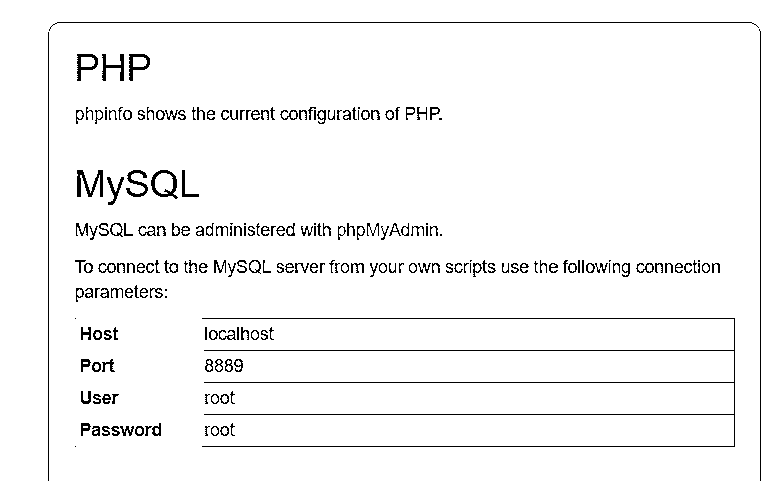 PHP
phpinfo shows the current configuration of PHP.
MySQL
MySQL can be administered with phpMyAdmin.
To connect to the MySQL server from your own scripts use the following connection
parameters:
Host localhost
Port 8889
User root
Password root